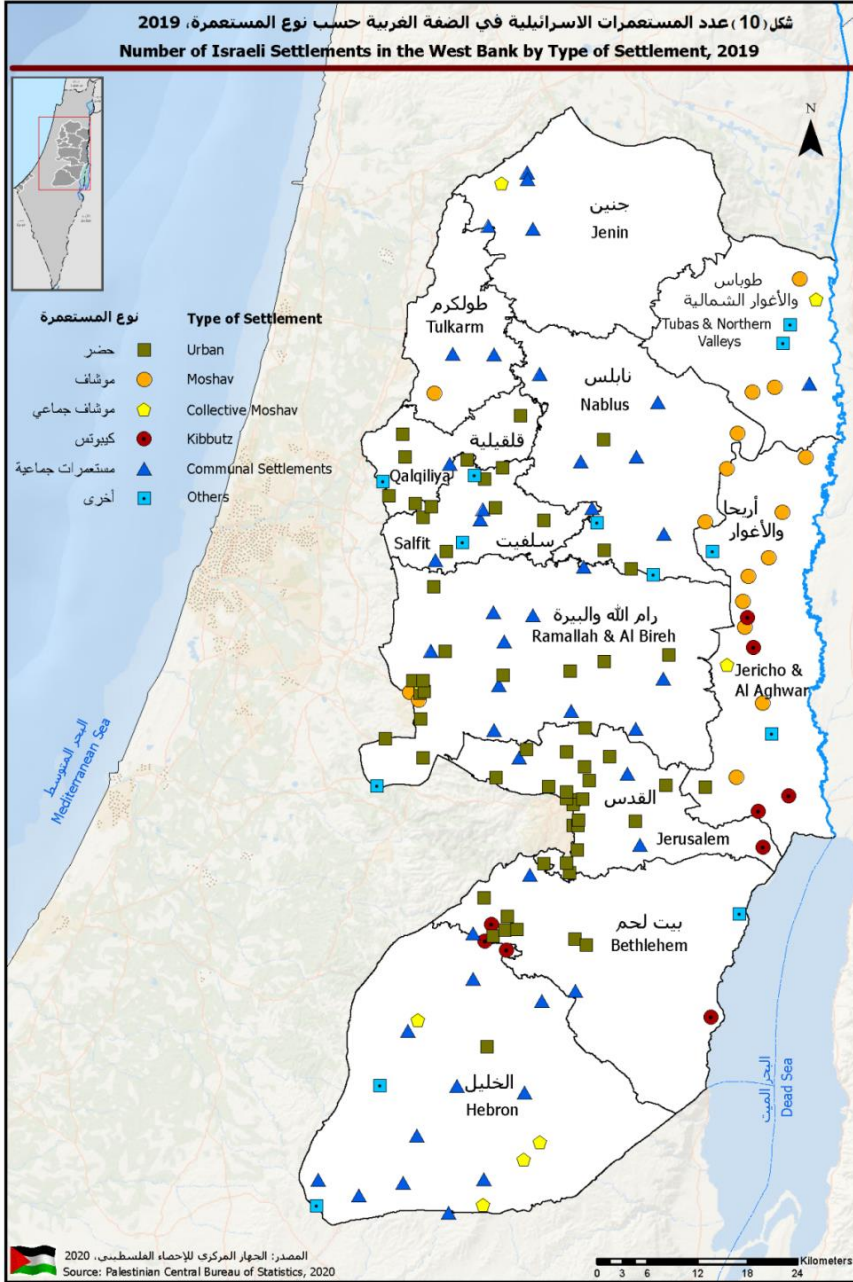 شكل (10) عدد المستعمرات الاسرائيلية في الضفة الغربية حسب نوع المستعمرة، 2019
Number of Israeli Settlements in the West Bank by Type of Settlement, 2019
N
جنين
Jenin
طوباس
والأغوار الشمالية
Tubas & Northern
Valleys
طولكرم
Tulkarm
نابلس
Nablus
نوع المستعمرة Type of Settlement
حضر Urban
موشاف Moshav
موشاف جماعي Collective Moshav
كيبوتس Kibbutz
مستعمرات جماعية Communal Settlements
أخرى Others
قلقيلية
Qalqiliya
سلفيت
Salfit
أريحا
والأغوار
Jericho &
Al Aghwar
رام الله والبيرة
Ramallah & Al Bireh
القدس
Jerusalem
بيت لحم
Bethlehem
الخليل
Hebron
البحر المتوسط
Mediterranean Sea
البحر الميت
Dead Sea
المصدر: الجهاز المركزي للإحصاء الفلسطيني، 2020
Source: Palestinian Central Bureau of Statistics, 2020
Kilometers
0 3 6 12 18 24